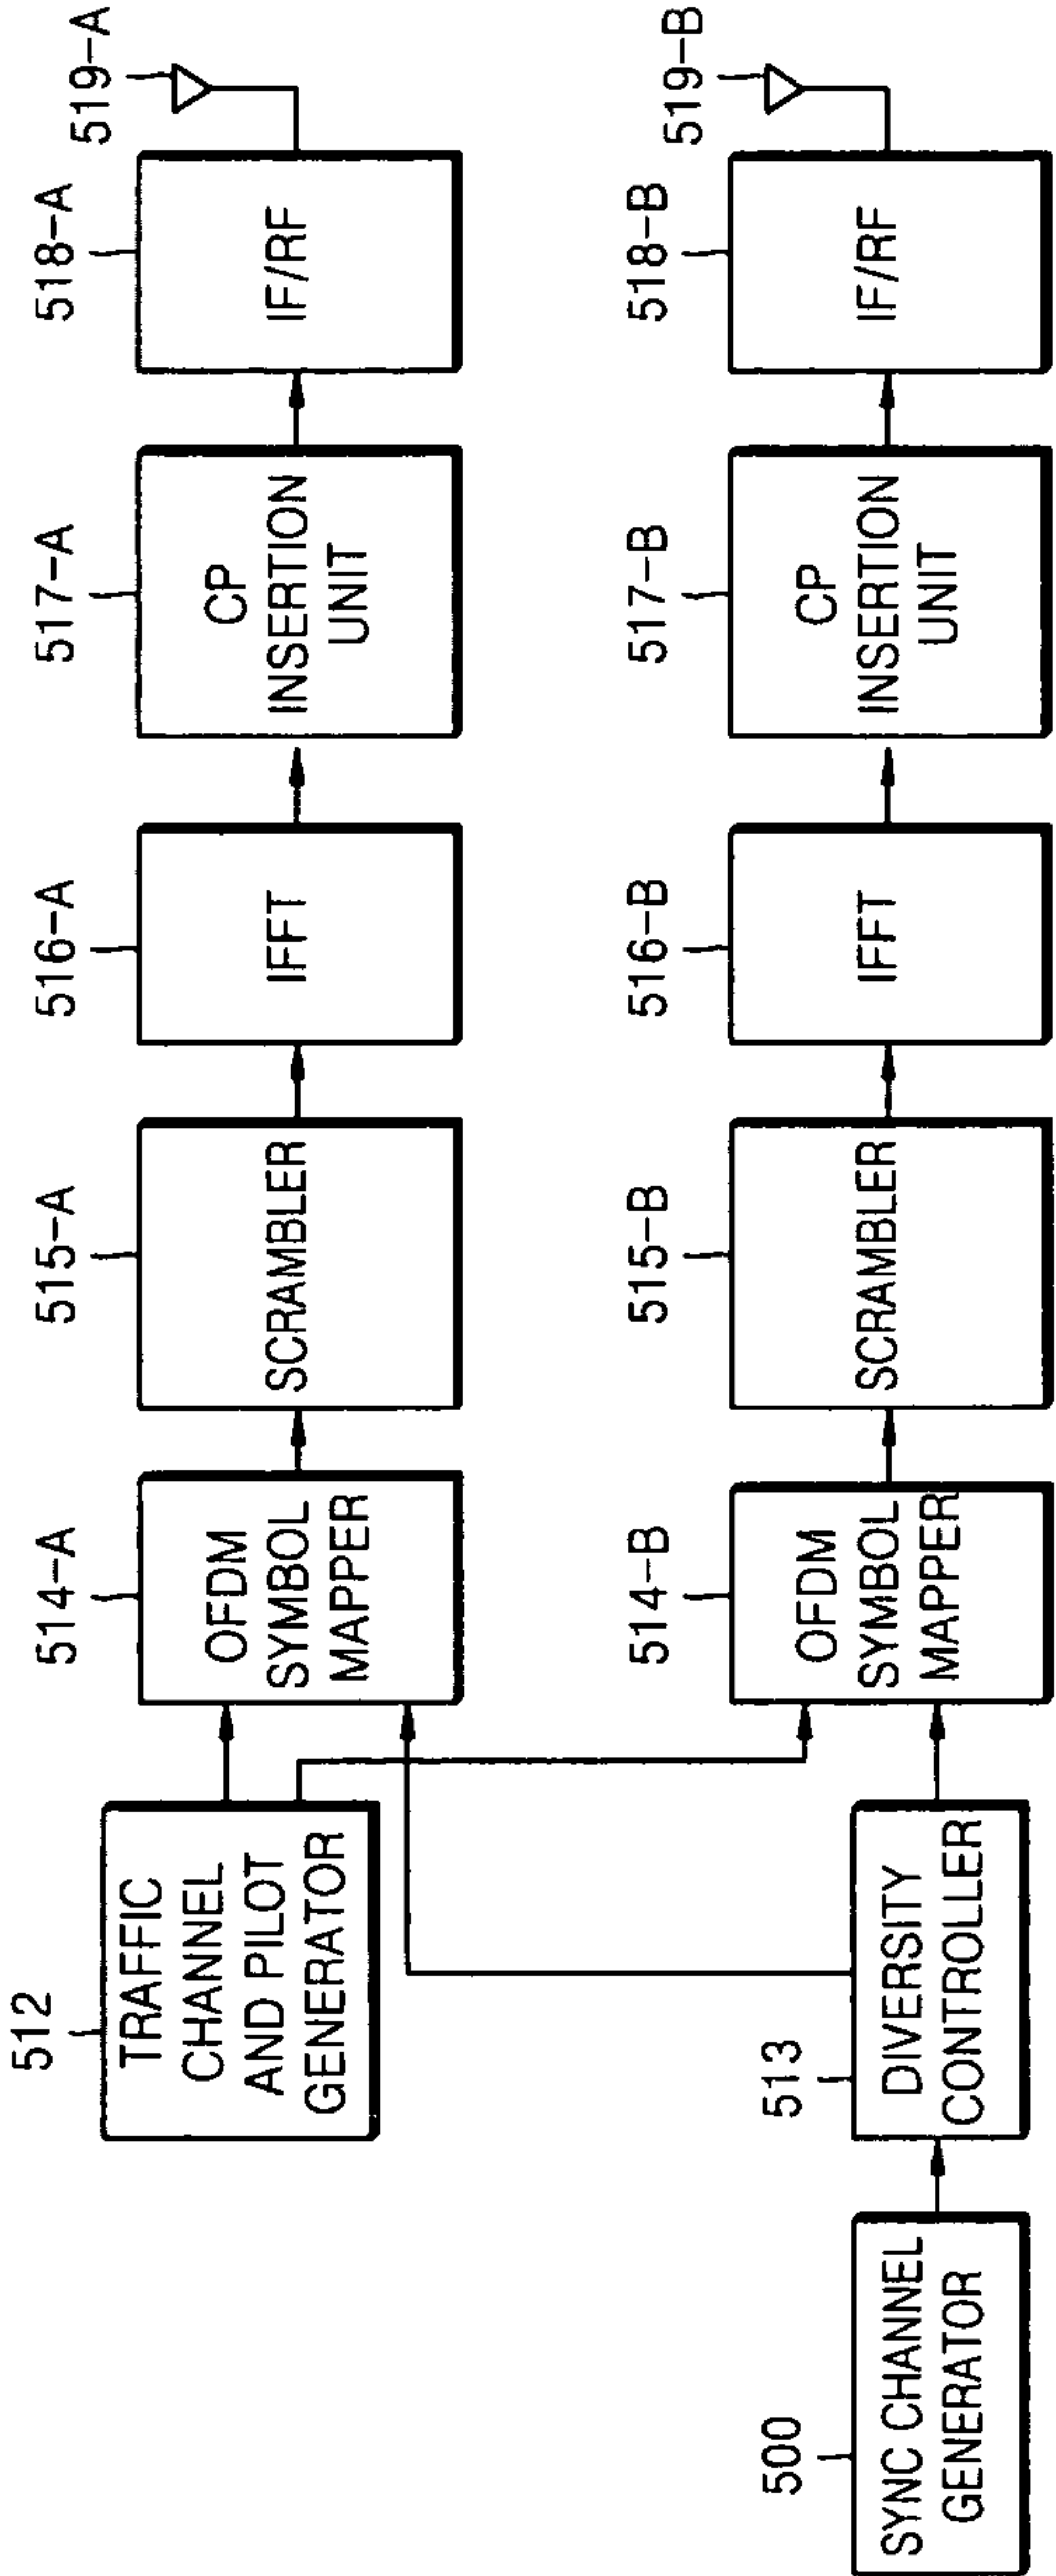 512
TRAFFIC
CHANNEL
AND PILOT
GENERATOR
514-A
OFDM
SYMBOL
MAPPER
515-A
SCRAMBLER
516-A
IFFT
517-A
CP
INSERTION
UNIT
518-A
IF/RF
519-A
500
SYNC CHANNEL
GENERATOR
513
DIVERSITY
CONTROLLER
514-B
OFDM
SYMBOL
MAPPER
515-B
SCRAMBLER
516-B
IFFT
517-B
CP
INSERTION
UNIT
518-B
IF/RF
519-B